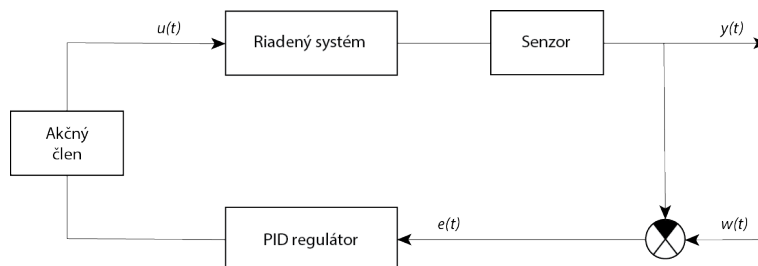 u(t)
Riadený systém
Senzor
y(t)
Akčný
člen
PID regulátor
e(t)
w(t)